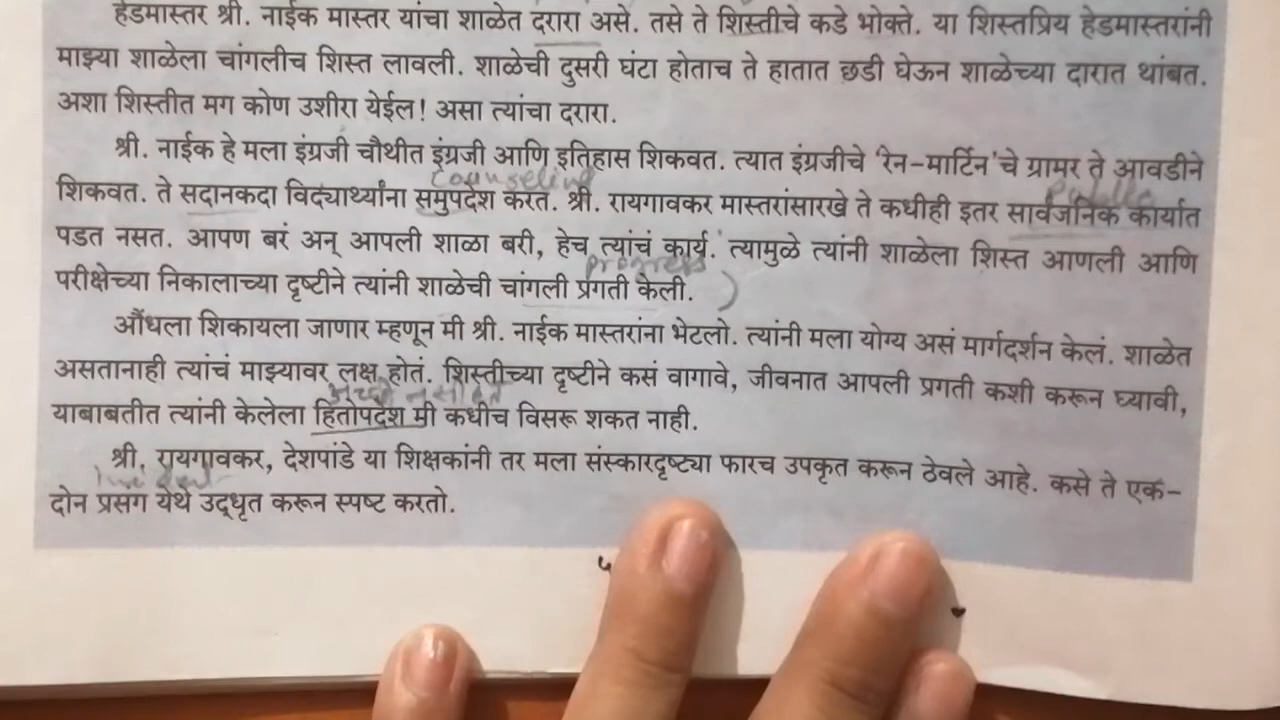 हेडमास्तर श्री. नाईक मास्तर यांचा शाळेत दरारा असे. तसे ते शिस्तीचे कडे भोक्ते. या शिस्तप्रिय हेडमास्तरांनी
माझ्या शाळेला चांगलीच शिस्त लावली. शाळेची दुसरी घंटा होताच ते हातात छडी घेऊन शाळेच्या दारात थांबत.
अशा शिस्तीत मग कोण उशीरा येईल! असा त्यांचा दरारा.
श्री. नाईक हे मला इंग्रजी चौथीत इंग्रजी आणि इतिहास शिकवत. त्यात इंग्रजीचे 'रेन-मार्टिन'चे ग्रामर ते आवडीने
counseling
शिकवत. ते सदानकदा विद्यार्थ्यांना समुपदेश करत. श्री. रायगावकर मास्तरांसारखे ते कधीही इतर सार्वजनिक कार्यात
पडत नसत. आपण बरं अन् आपली शाळा बरी, हेच त्यांचं कार्य. त्यामुळे त्यांनी शाळेला शिस्त आणली आणि
progress
परीक्षेच्या निकालाच्या दृष्टीने त्यांनी शाळेची चांगली प्रगती केली.
औंधला शिकायला जाणार म्हणून मी श्री. नाईक मास्तरांना भेटलो. त्यांनी मला योग्य असं मार्गदर्शन केलं. शाळेत
असतानाही त्यांचं माझ्यावर लक्ष होतं. शिस्तीच्या दृष्टीने कसं वागावे, जीवनात आपली प्रगती कशी करून घ्यावी,
याबाबतीत त्यांनी केलेला हितोपदेश मी कधीच विसरू शकत नाही.
श्री. रायगावकर, देशपांडे या शिक्षकांनी तर मला संस्कारदृष्ट्या फारच उपकृत करून ठेवले आहे. कसे ते एक-
दोन प्रसंग येथे उद्धृत करून स्पष्ट करतो.